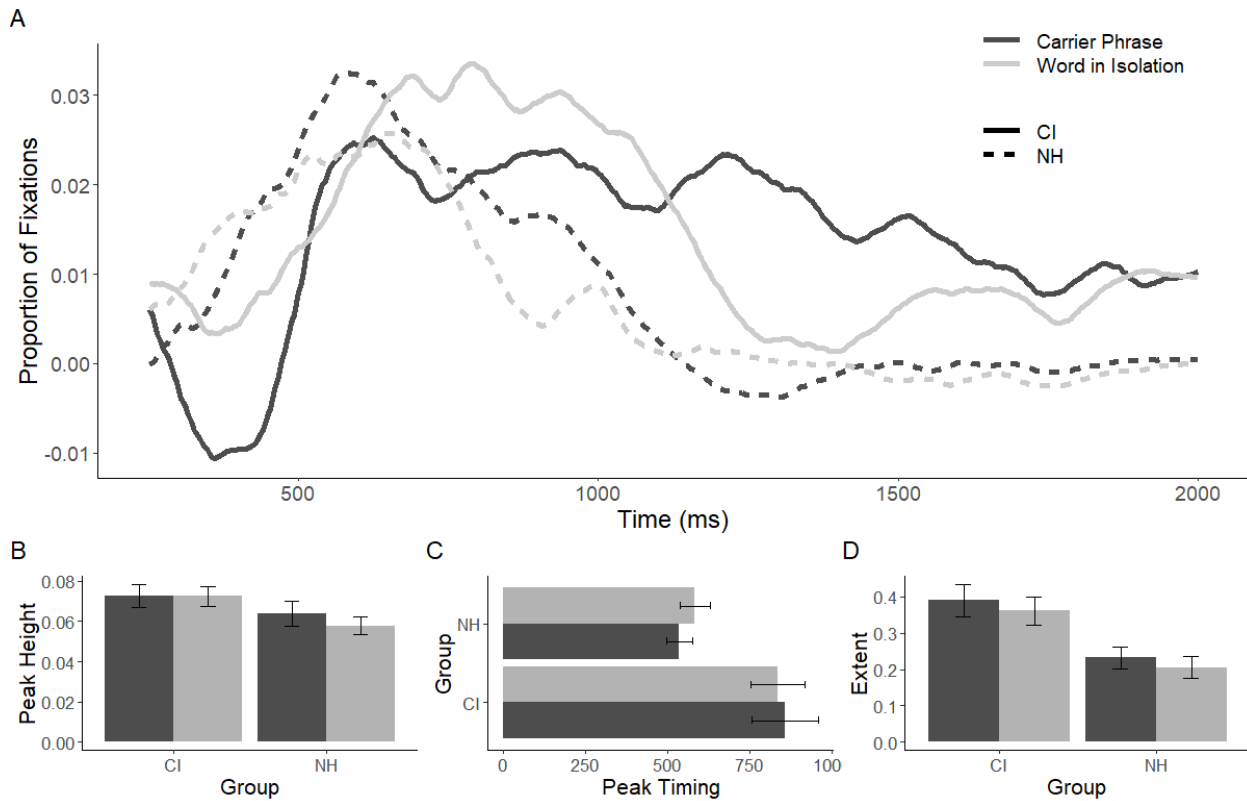 A
Carrier Phrase
Word in Isolation
CI
NH
Proportion of Fixations
0.03
0.02
0.01
0.00
-0.01
500
1000
1500
2000
Time (ms)
B
Peak Height
0.08
0.06
0.04
0.02
0.00
CI
NH
Group
C
Group
NH
CI
0
250
500
750
100
Peak Timing
D
Extent
0.4
0.3
0.2
0.1
0.0
CI
NH
Group